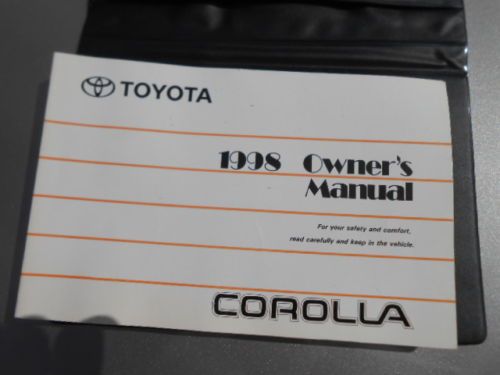 TOYOTA
1998 Owner's
Manual
For your safety and comfort,
read carefully and keep in the vehicle.
COROLLA